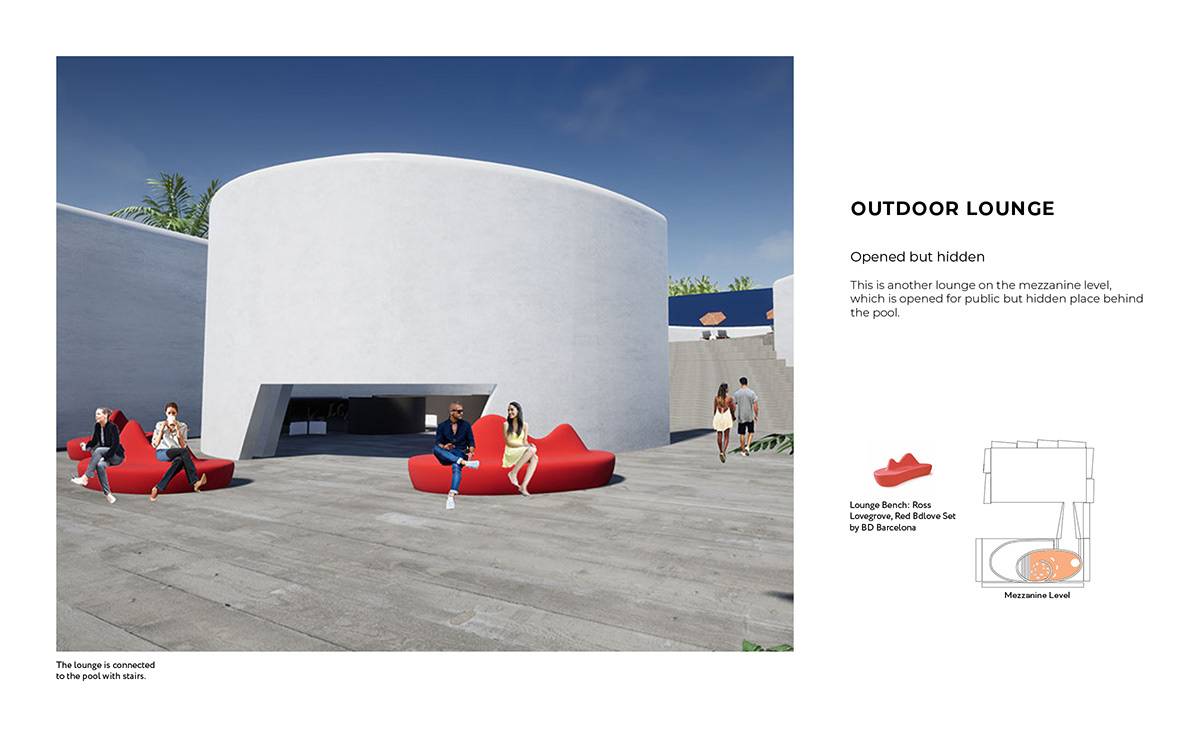 OUTDOOR LOUNGE
Opened but hidden
This is another lounge on the mezzanine level,
which is opened for public but hidden place behind
the pool.
Lounge Bench: Ross
Lovegrove, Red Bdlove Set
by BD Barcelona
Mezzanine Level
The lounge is connected
to the pool with stairs.